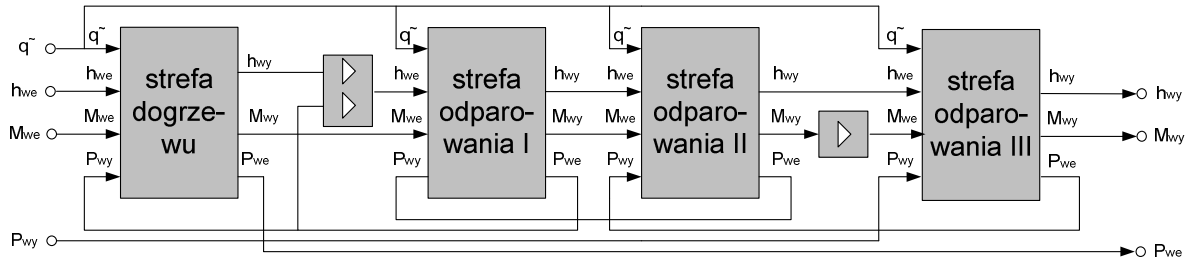 q~ q~ q~ q~ q~
hwe hwe hwy hwe hwy hwe hwy hwe hwy hwy
Mwe Mwe Mwy Mwe Mwy Mwe Mwy Mwe Mwy Mwy
Pwy Pwe Pwy Pwe Pwy Pwe Pwy Pwe
strefa
dogrze-
wu
strefa
odparo-
wania I
strefa
odparo-
wania II
strefa
odparo-
wania III
Pwy Pwe